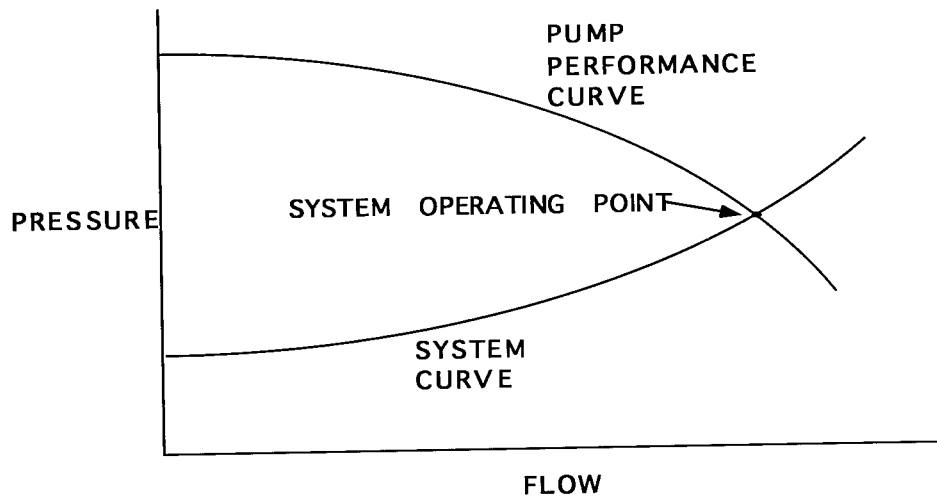 PUMP
PERFORMANCE
CURVE
SYSTEM OPERATING POINT
PRESSURE
SYSTEM
CURVE
FLOW